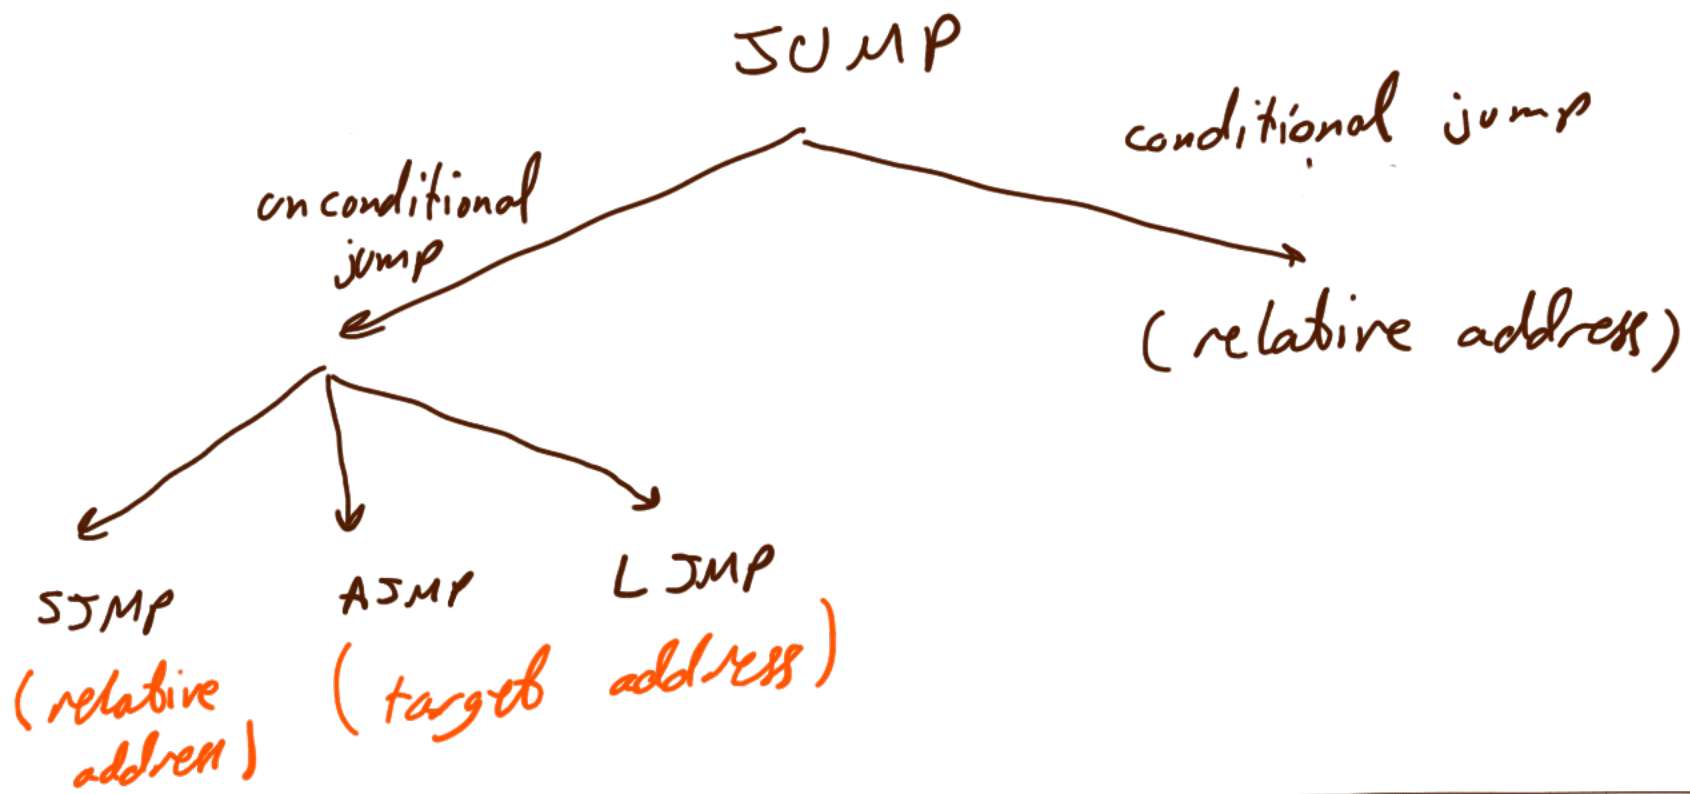 JUMP
conditional jump
unconditional
jump
(relative address)
SJMP
AJMP
LJMP
(relative
address)
(target address)